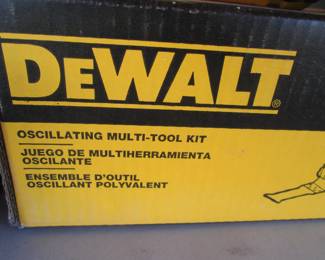 DEWALT®
OSCILLATING MULTI-TOOL KIT
JUEGO DE MULTIHERRAMIENTA
OSCILANTE
ENSEMBLE D'OUTIL
OSCILLANT POLYVALENT